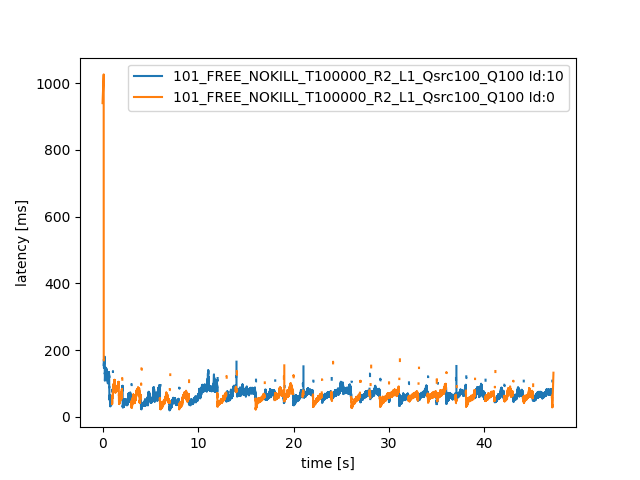 101_FREE_NOKILL_T100000_R2_L1_Qsrc100_Q100 Id:10
101_FREE_NOKILL_T100000_R2_L1_Qsrc100_Q100 Id:0
latency [ms]
1000
800
600
400
200
0
0 10 20 30 40
time [s]